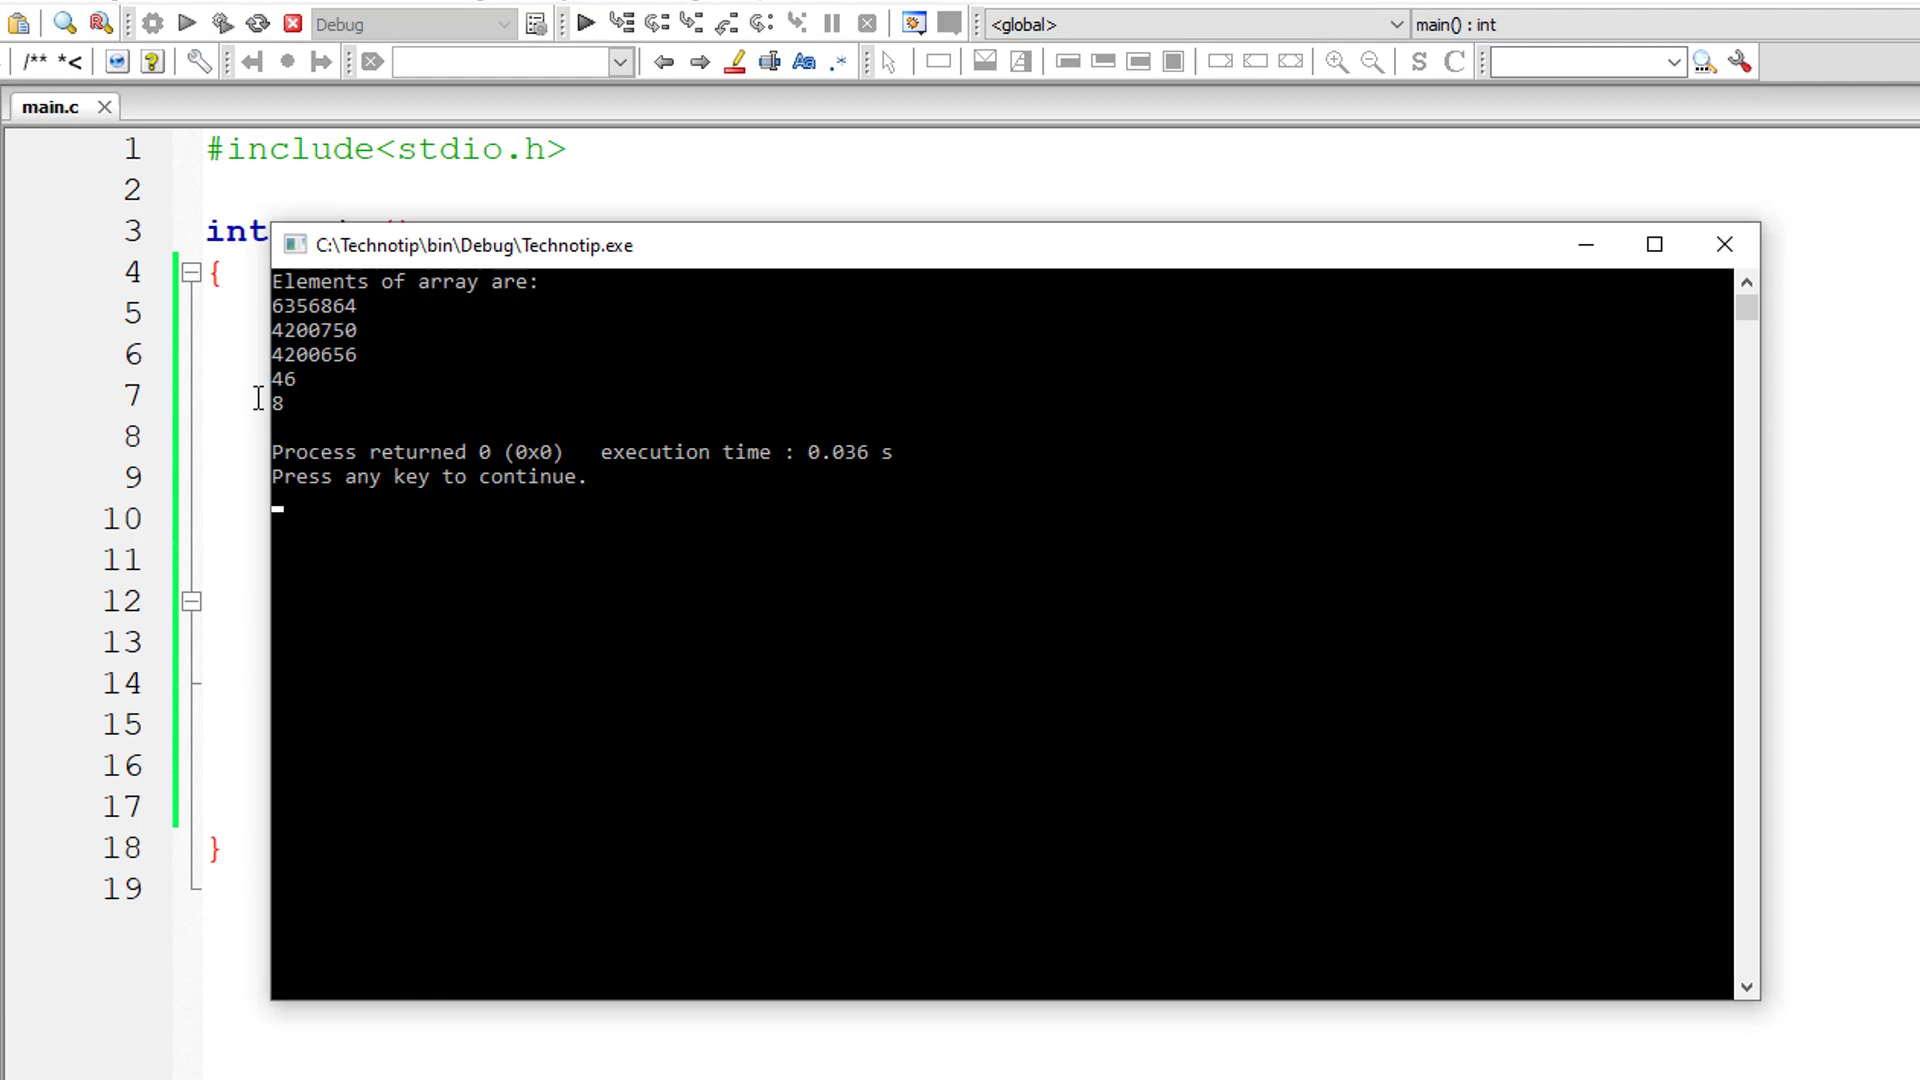 Debug
<global>
main() : int
/** *<
Aa
.*
S
C
main.c
1 #include<stdio.h>
2
3 int
4 {
5
6
7
8
9
10
11
12
13
14
15
16
17
18 }
19
C:\Technotip\bin\Debug\Technotip.exe
Elements of array are:
6356864
4200750
4200656
46
8
Process returned 0 (0x0)   execution time : 0.036 s
Press any key to continue.